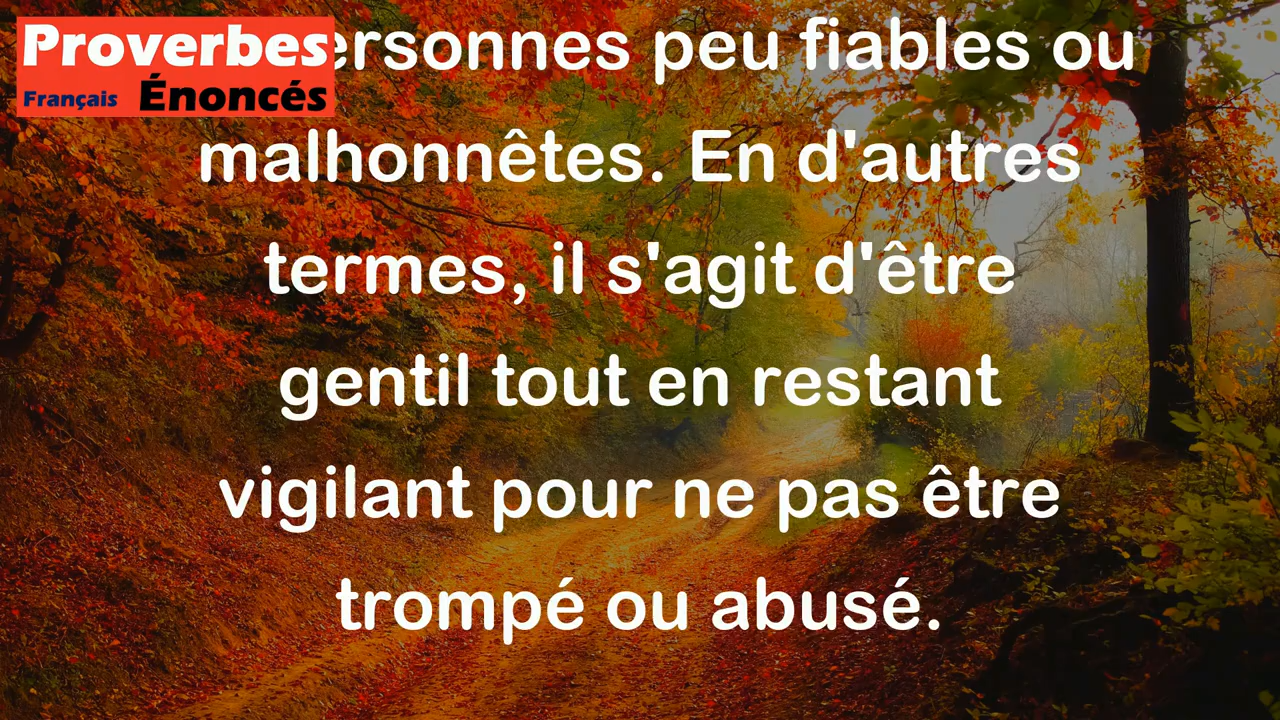 Proverbes
Français Énoncés
ersonnes peu fiables ou
malhonnêtes. En d'autres
termes, il s'agit d'être
gentil tout en restant
vigilant pour ne pas être
trompé ou abusé.